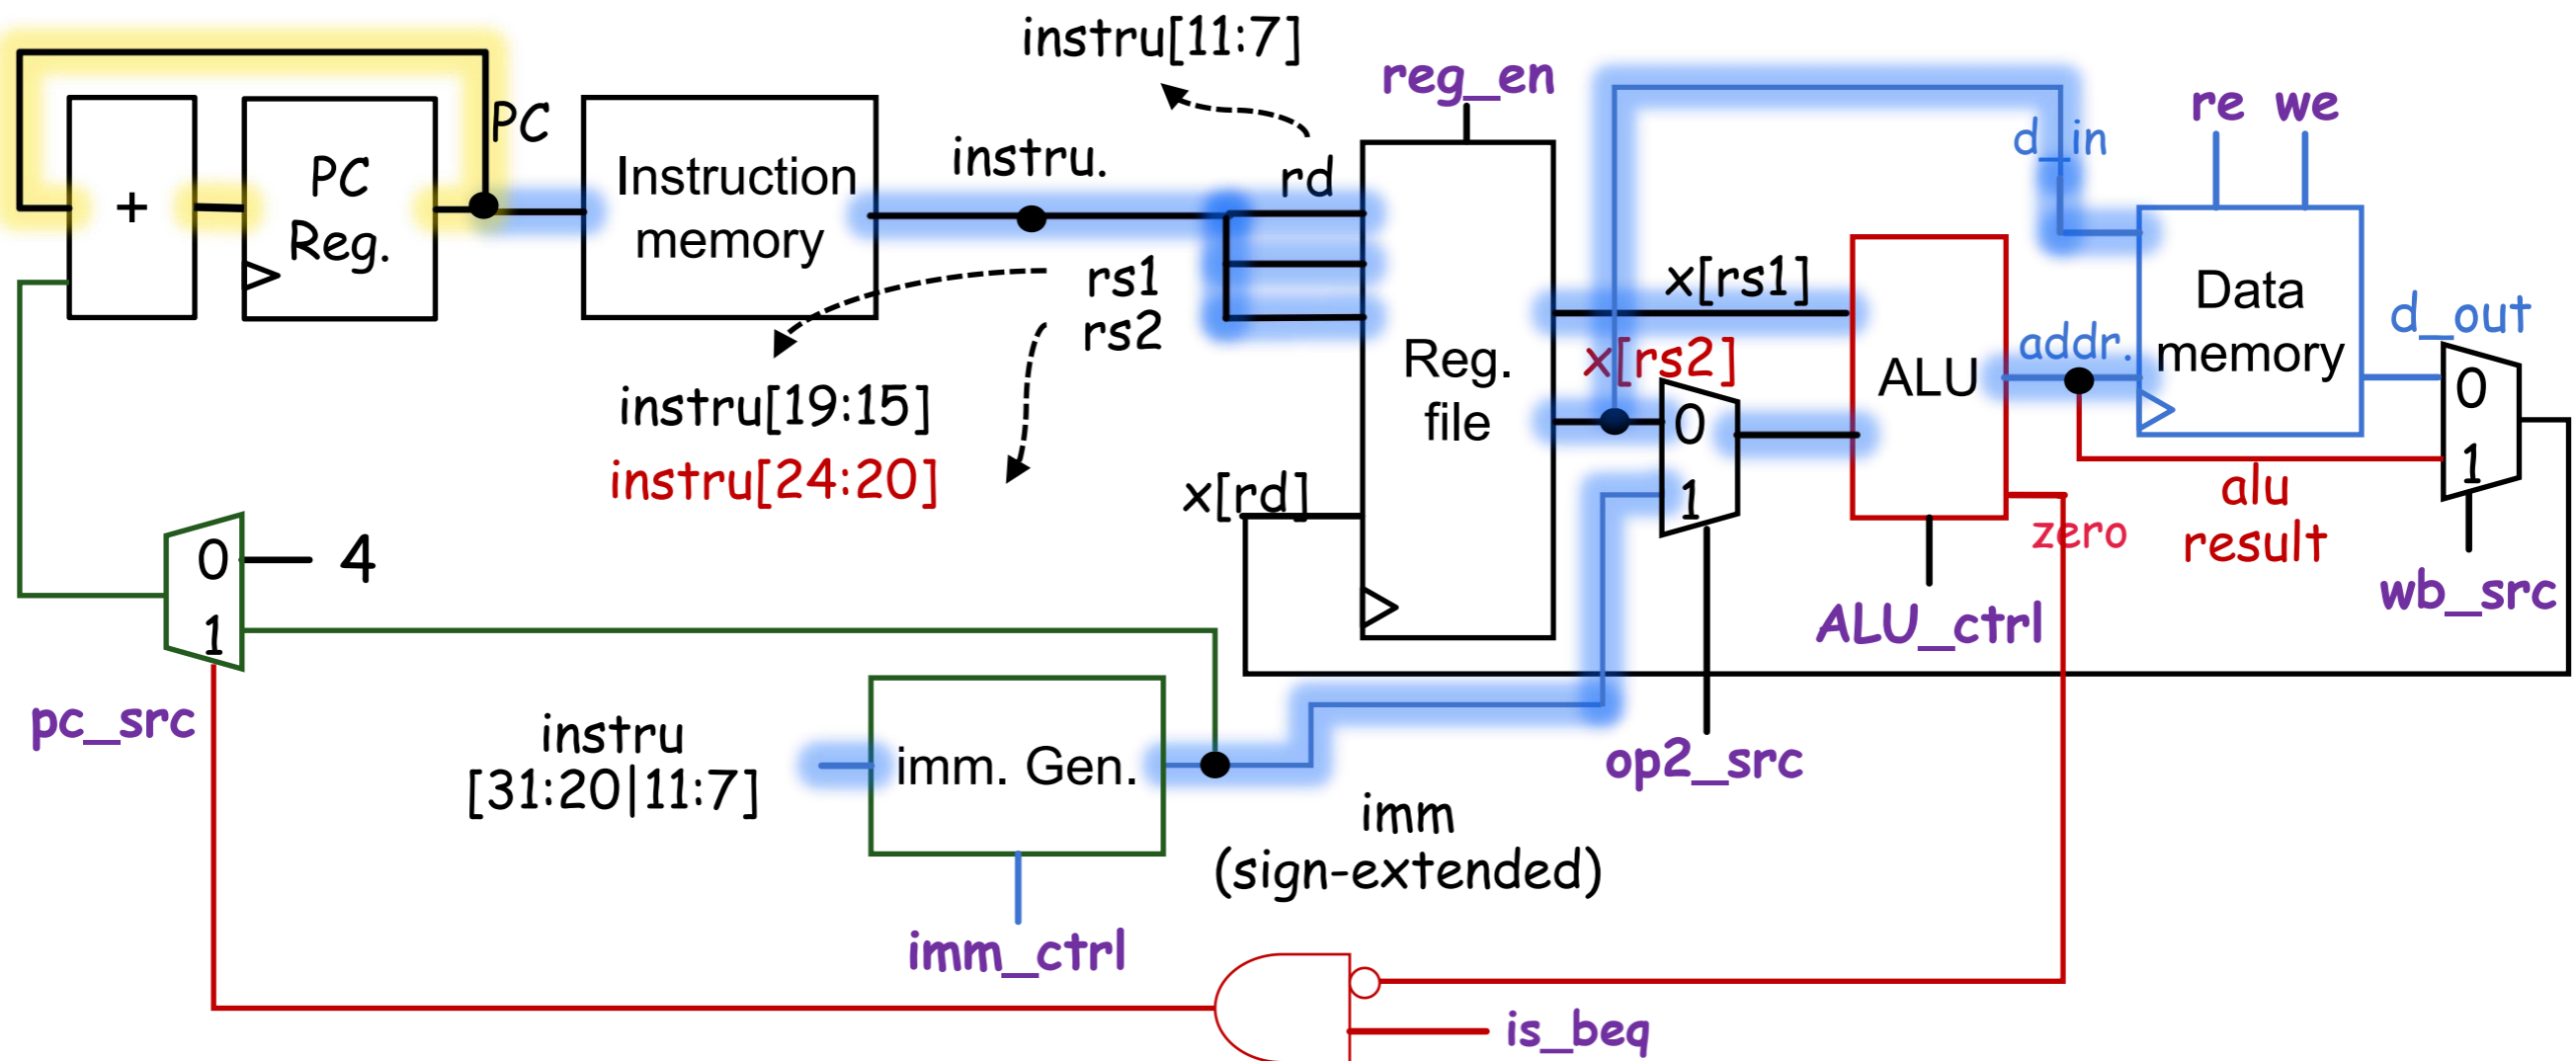 instru[11:7]
reg_en
PC
re we
d_in
+
PC
Reg.
Instruction
memory
instru.
rd
rs1
rs2
x[rs1]
x[rs2]
Reg.
file
0
1
ALU
addr.
Data
memory
d_out
0
1
instru[19:15]
instru[24:20]
x[rd]
zero
alu
result
wb_src
0
4
1
ALU_ctrl
pc_src
instru
[31:20|11:7]
imm. Gen.
op2_src
imm
(sign-extended)
imm_ctrl
is_beq